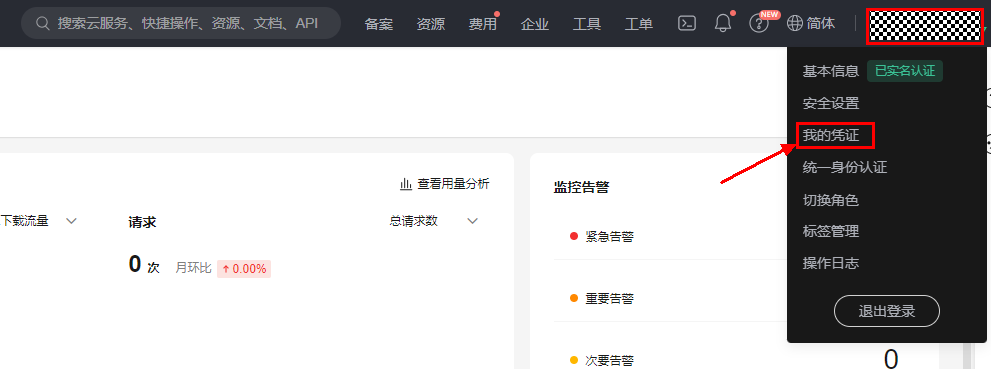 搜索云服务、快捷操作、资源、文档、API 备案 资源 费用 企业 工具 工单 NEW 简体
基本信息 已实名认证
安全设置
我的凭证
统一身份认证
切换角色
标签管理
操作日志
退出登录
查看用量分析
下载流量
请求
总请求数
0 次 月环比 ↑ 0.00%
监控告警
紧急告警
重要告警
次要告警 0